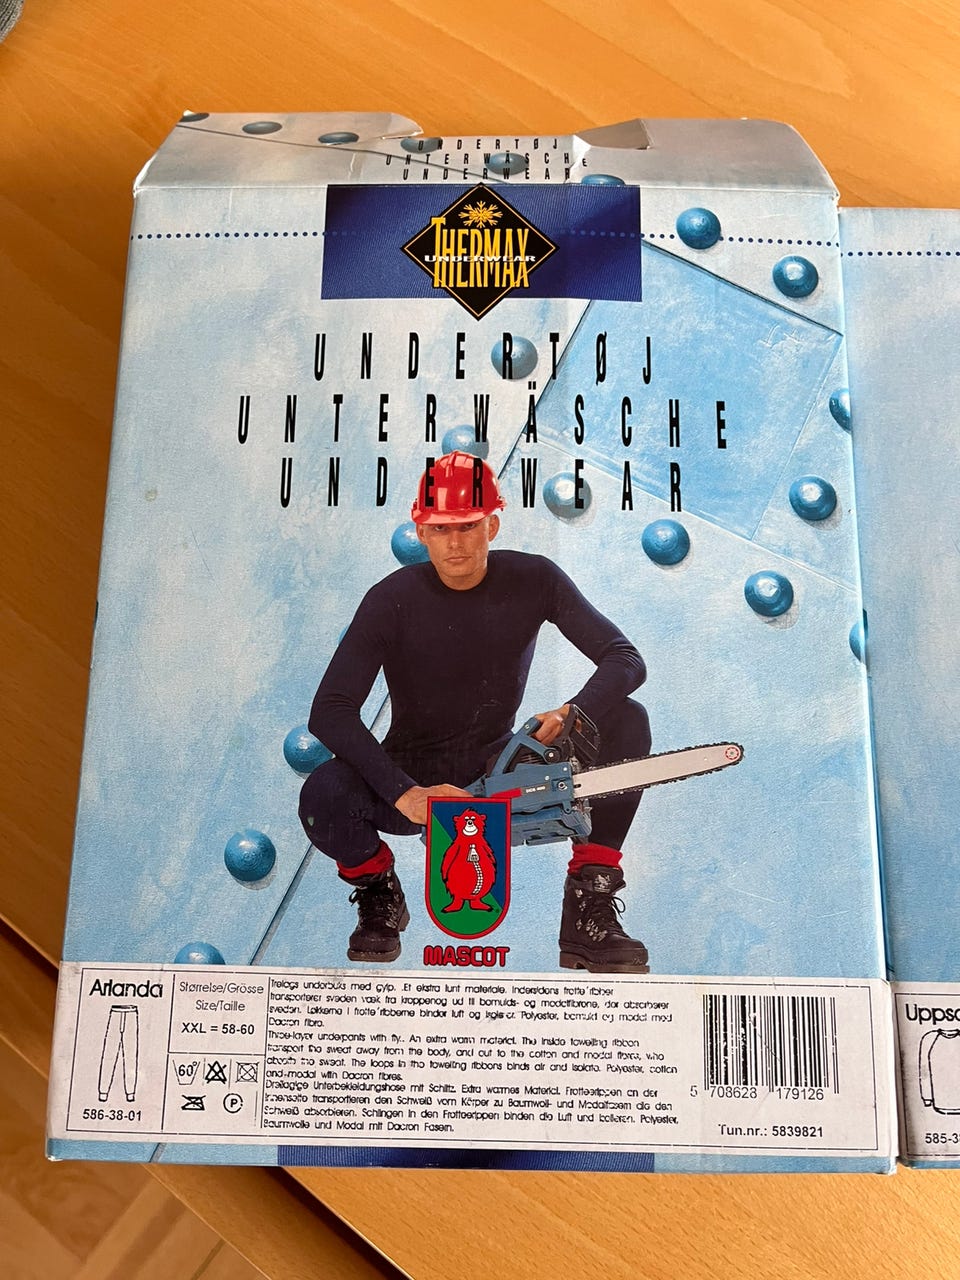 UNDERTØJ
UNTERWÄSCHE
UNDERWEAR
THERMAX
UNDERWEAR
UNDERTØJ
UNTERWÄSCHE
UNDERWEAR
MASCOT
Arlanda
586-38-01
Størrelse/Grösse
Size/Taille
XXL = 58-60
60
P
Trelags underbuks med gylp. .Et ekstra lunt materiale. Indersidens frotte'ribber
transporterer sveden væk fra kroppen og ud til bomulds- og modalfibrene, der absorberer
sveden. Løkkerne i frotte'ribberne binder luft og isolerer. Polyester, bomuld og modal med
Dacron fibre.
Three-layer underpants with fly.. An extra warm material. The inside towelling ribbon
transport the sweat away from the body, and out to the cotton and modal fibres, who
absorb the sweat. The loops in the towelling ribbons binds air and isolate. Polyester, cotton
and modal with Dacron fibres.
Dreilagige Unterbekleidungshose mit Schlitz. Extra warmes Material. Frotteerippen an der
Innenseite transportieren den Schweiß vom Körper zu Baumwoll- und Modalfasern die den
Schweiß absorbieren. Schlingen in den Frotteerippen binden die Luft und isolieren. Polyester,
Baumwolle und Modal mit Dacron Fasern.
5 708628 179126
Tun.nr.: 5839821
Uppsa
585-3